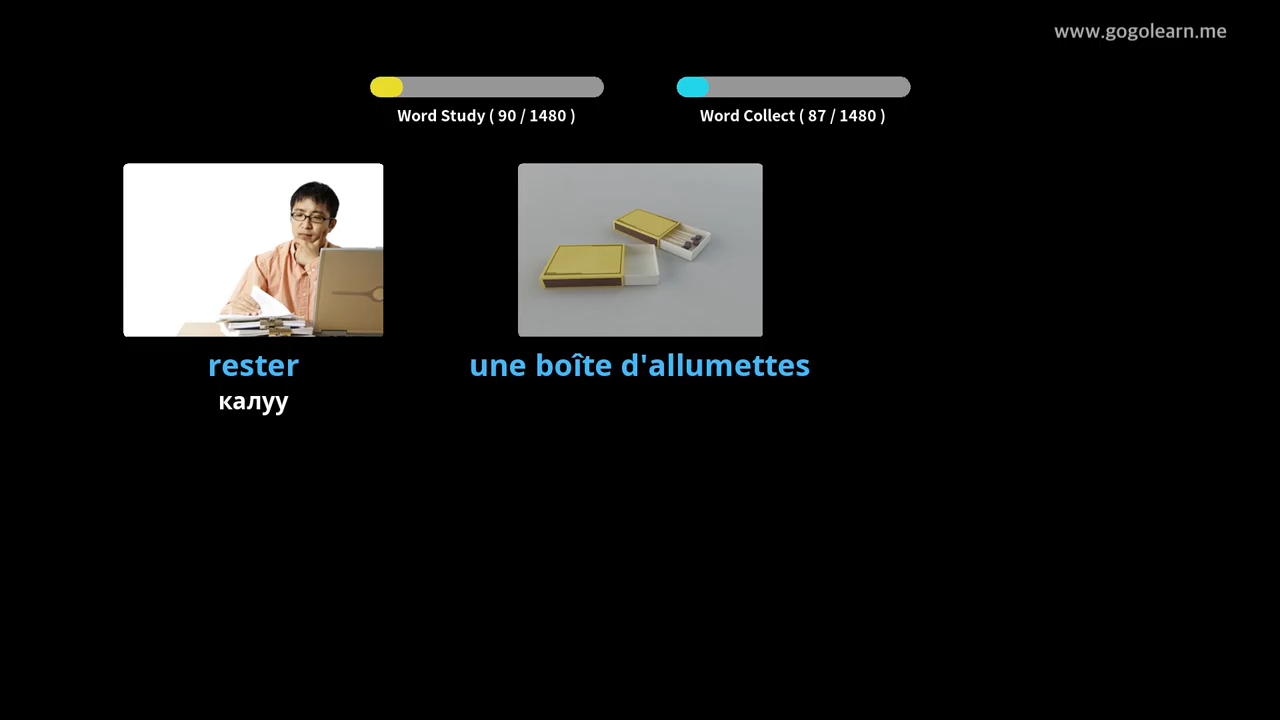 www.gogolearn.me
Word Study ( 90 / 1480 )
Word Collect ( 87 / 1480 )
rester
калуу
une boîte d'allumettes